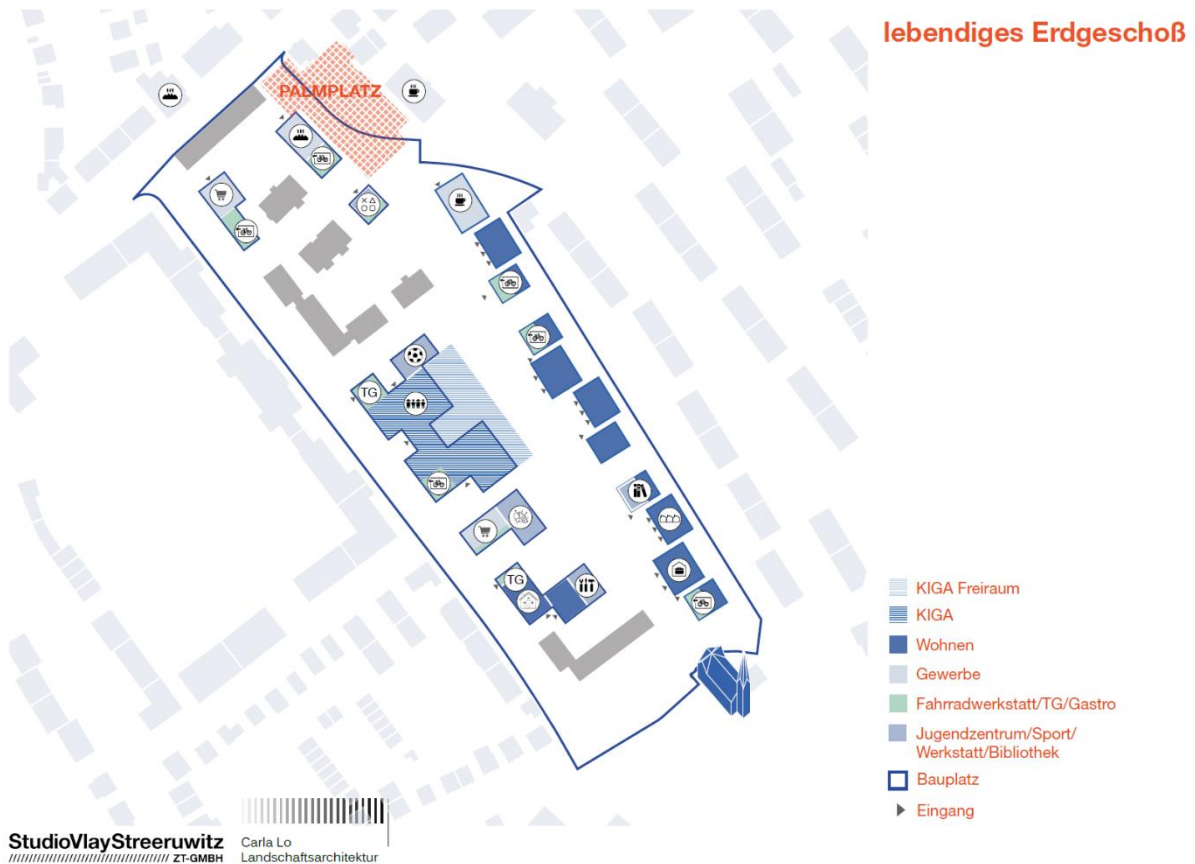 lebendiges Erdgeschoß
PALMPLATZ
TG
TG
KIGA Freiraum
KIGA
Wohnen
Gewerbe
Fahrradwerkstatt/TG/Gastro
Jugendzentrum/Sport/
Werkstatt/Bibliothek
Bauplatz
Eingang
StudioVlayStreeruwitz
ZT-GMBH
Carla Lo
Landschaftsarchitektur